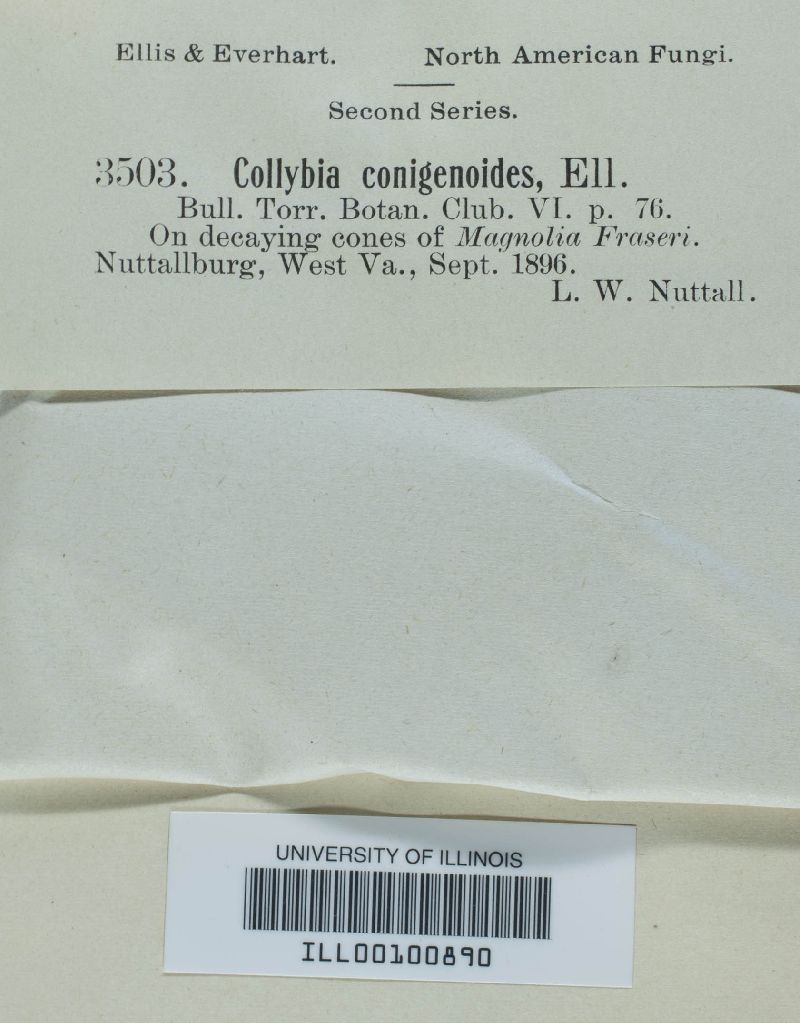 Ellis & Everhart. North American Fungi.
Second Series.
3503. Collybia conigenoides, Ell.
Bull. Torr. Botan. Club. VI. p. 76.
On decaying cones of Magnolia Fraseri.
Nuttallburg, West Va., Sept. 1896.
L. W. Nuttall.
UNIVERSITY OF ILLINOIS
ILL00100890